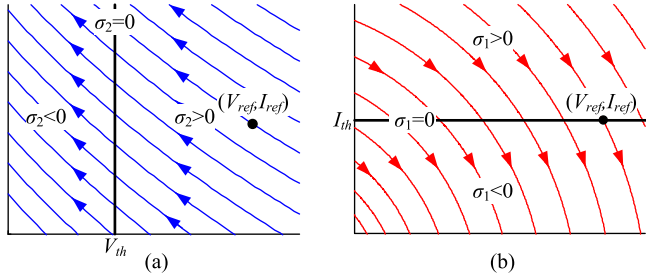 σ2=0
(Vref,Iref)
σ2<0
σ2>0
Vth
(a)
σ1>0
(Vref,Iref)
Ith
σ1=0
σ1<0
(b)